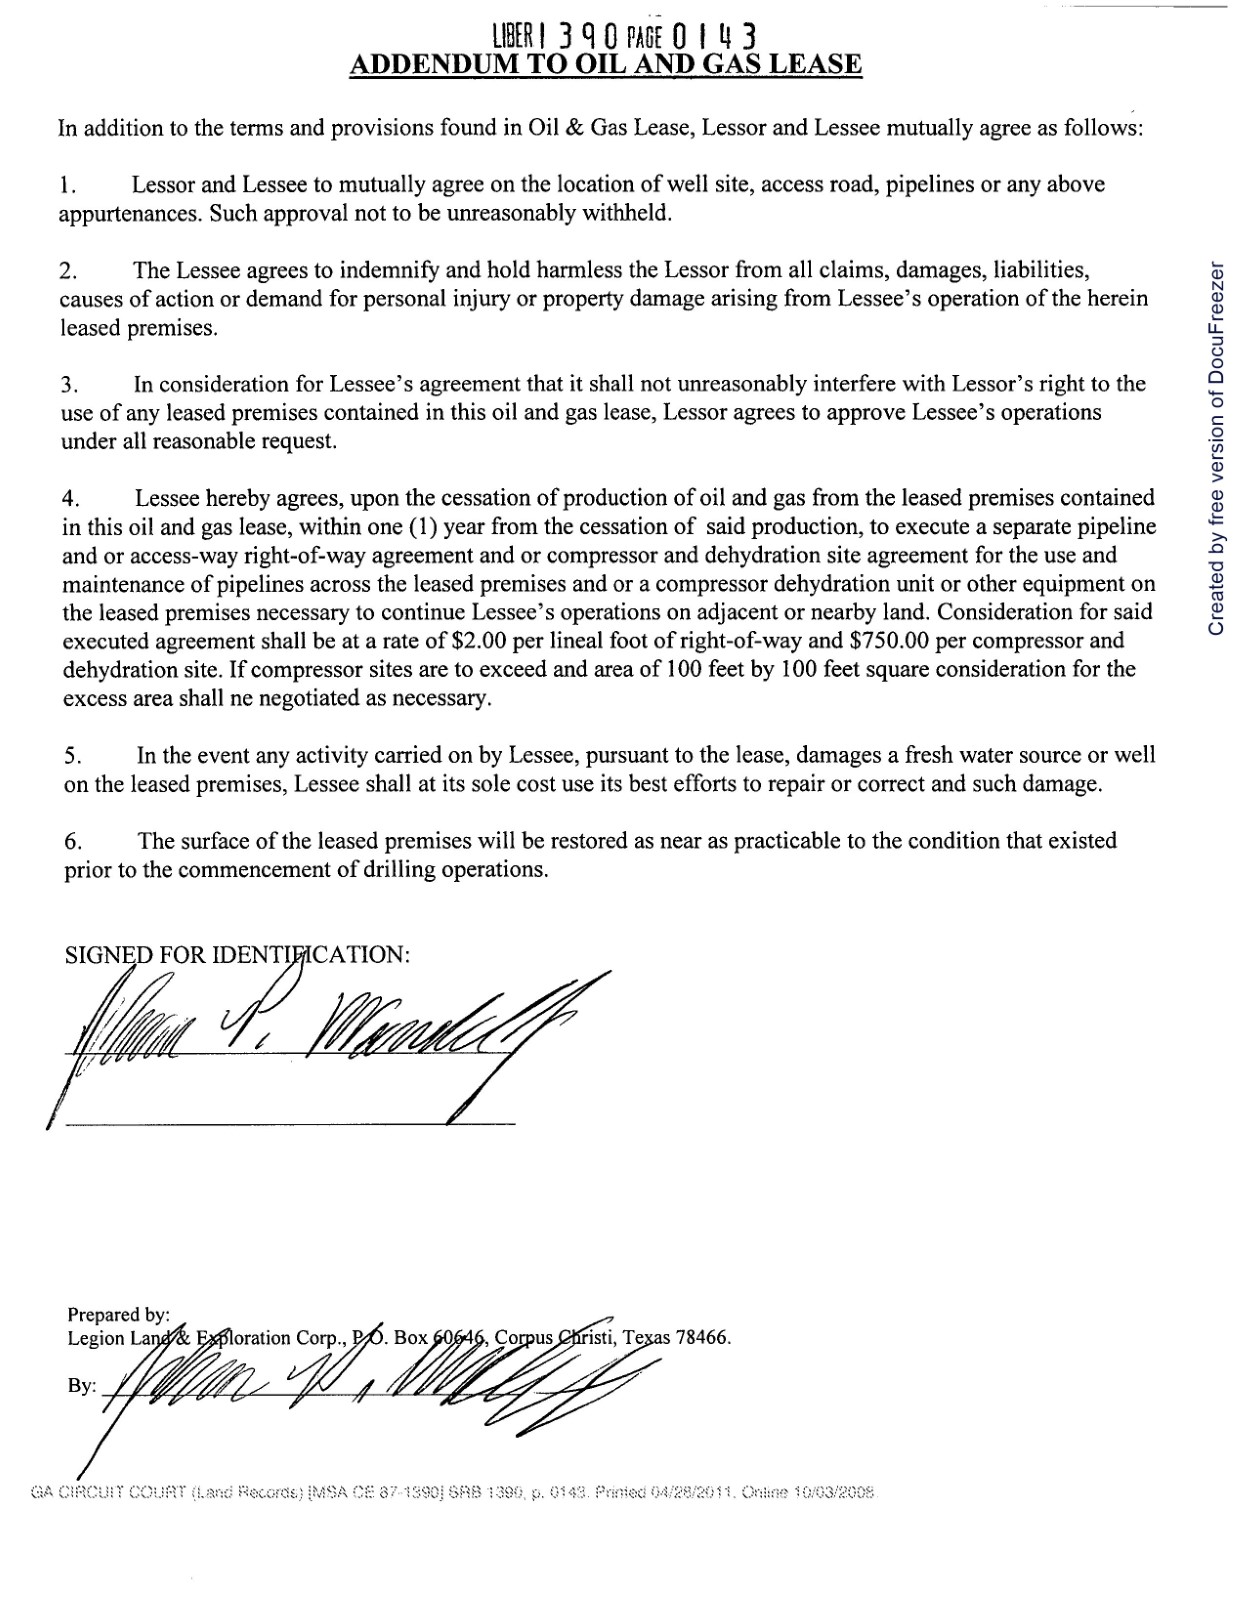 LIBER 1 3 9 0 PAGE 0 1 4 3
ADDENDUM TO OIL AND GAS LEASE
In addition to the terms and provisions found in Oil & Gas Lease, Lessor and Lessee mutually agree as follows:
1. Lessor and Lessee to mutually agree on the location of well site, access road, pipelines or any above
appurtenances. Such approval not to be unreasonably withheld.
2. The Lessee agrees to indemnify and hold harmless the Lessor from all claims, damages, liabilities,
causes of action or demand for personal injury or property damage arising from Lessee's operation of the herein
leased premises.
3. In consideration for Lessee's agreement that it shall not unreasonably interfere with Lessor's right to the
use of any leased premises contained in this oil and gas lease, Lessor agrees to approve Lessee's operations
under all reasonable request.
4. Lessee hereby agrees, upon the cessation of production of oil and gas from the leased premises contained
in this oil and gas lease, within one (1) year from the cessation of said production, to execute a separate pipeline
and or access-way right-of-way agreement and or compressor and dehydration site agreement for the use and
maintenance of pipelines across the leased premises and or a compressor dehydration unit or other equipment on
the leased premises necessary to continue Lessee's operations on adjacent or nearby land. Consideration for said
executed agreement shall be at a rate of $2.00 per lineal foot of right-of-way and $750.00 per compressor and
dehydration site. If compressor sites are to exceed and area of 100 feet by 100 feet square consideration for the
excess area shall ne negotiated as necessary.
5. In the event any activity carried on by Lessee, pursuant to the lease, damages a fresh water source or well
on the leased premises, Lessee shall at its sole cost use its best efforts to repair or correct and such damage.
6. The surface of the leased premises will be restored as near as practicable to the condition that existed
prior to the commencement of drilling operations.
SIGNED FOR IDENTIFICATION:
Prepared by:
Legion Land & Exploration Corp., P.O. Box 60646, Corpus Christi, Texas 78466.
By:
GA CIRCUIT COURT (Land Records) [MSA CE 87-1390] SRB 1390, p. 0143. Printed 04/28/2011. Online 10/03/2008.
Created by free version of DocuFreezer